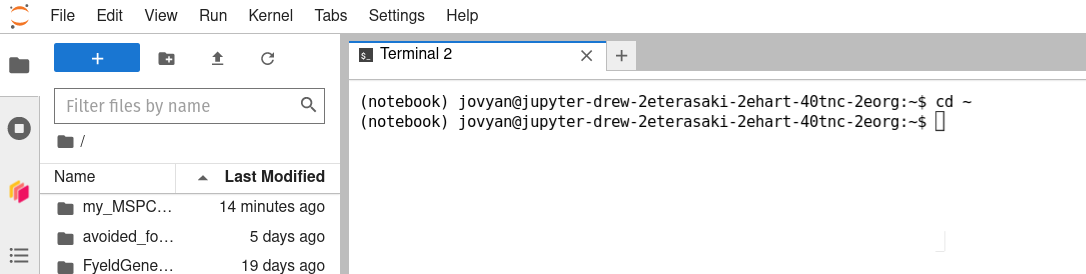 File Edit View Run Kernel Tabs Settings Help
+
Terminal 2
+
Filter files by name
/
(notebook) jovyan@jupyter-drew-2eterasaki-2ehart-40tnc-2eorg:~$ cd ~
(notebook) jovyan@jupyter-drew-2eterasaki-2ehart-40tnc-2eorg:~$
Name Last Modified
my_MSPC... 14 minutes ago
avoided_fo... 5 days ago
FyeldGene... 19 days ago